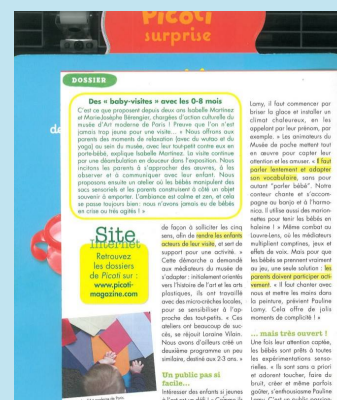 PICOTI
surprise
DOSSIER
Des « baby-visites » avec les 0-8 mois
C'est ce que proposent depuis deux ans Isabelle Martinez
et Marie-Josèphe Bérengier, chargées d'action culturelle du
musée d'Art moderne de Paris ! Preuve que l'on n'est
jamais trop jeune pour une visite... « Nous offrons aux
parents des moments de relaxation (avec du wutao et du
yoga) au sein du musée, avec leur tout-petit contre eux en
porte-bébé, explique Isabelle Martinez. La visite continue
par une déambulation en douceur dans l'exposition. Nous
incitons les parents à s'approcher des œuvres, à les
observer et à communiquer avec leur enfant. Nous
proposons ensuite un atelier où les bébés manipulent des
sacs sensoriels et les parents construisent à côté un objet
souvenir à emporter. L'ambiance est calme et zen, et cela
se passe toujours bien : nous n'avons jamais eu de bébés
en crise ou très agités ! »
Site
Internet
Retrouvez
les dossiers
de Picoti sur :
www.picoti-
magazine.com
de façon à solliciter les cinq
sens, afin de rendre les enfants
acteurs de leur visite, et sert de
support pour une activité. »
Cette démarche a demandé
aux médiateurs du musée de
s'adapter : initialement orientés
vers l'histoire de l'art et les arts
plastiques, ils ont travaillé
avec des micro-crèches locales,
pour se sensibiliser à l'ap-
proche des tout-petits. « Ces
ateliers ont beaucoup de suc-
cès, se réjouit Loraine Vilain.
Nous avons d'ailleurs créé un
deuxième programme un peu
similaire, destiné aux 2-3 ans. »
Un public pas si
facile...
Intéresser des enfants si jeunes
Lamy, il faut commencer par
briser la glace et installer un
climat chaleureux, en les
appelant par leur prénom, par
exemple. « Les animateurs du
Musée de poche mettent tout
en œuvre pour capter leur
attention et les amuser. « Il faut
parler lentement et adapter
son vocabulaire, sans pour
autant "parler bébé". Notre
conteur chante et s'accom-
pagne au banjo et à l'harmo-
nica. Il utilise aussi des marion-
nettes pour tenir les bébés en
haleine ! » Même combat au
Louvre-Lens, où les médiateurs
multiplient comptines, jeux et
effets de voix. Mais pour que
les bébés se prennent vraiment
au jeu, une seule solution : les
parents doivent participer acti-
vement. « Il faut chanter avec
nous et mettre les mains dans
la peinture, prévient Pauline
Lamy. Cela offre de jolis
moments de complicité ! »
... mais très ouvert !
Une fois leur attention captée,
les bébés sont prêts à toutes
les expérimentations senso-
rielles. « Ils sont sans a priori
et adorent toucher, faire du
bruit, créer et même parfois
goûter, s'enthousiasme Pauline